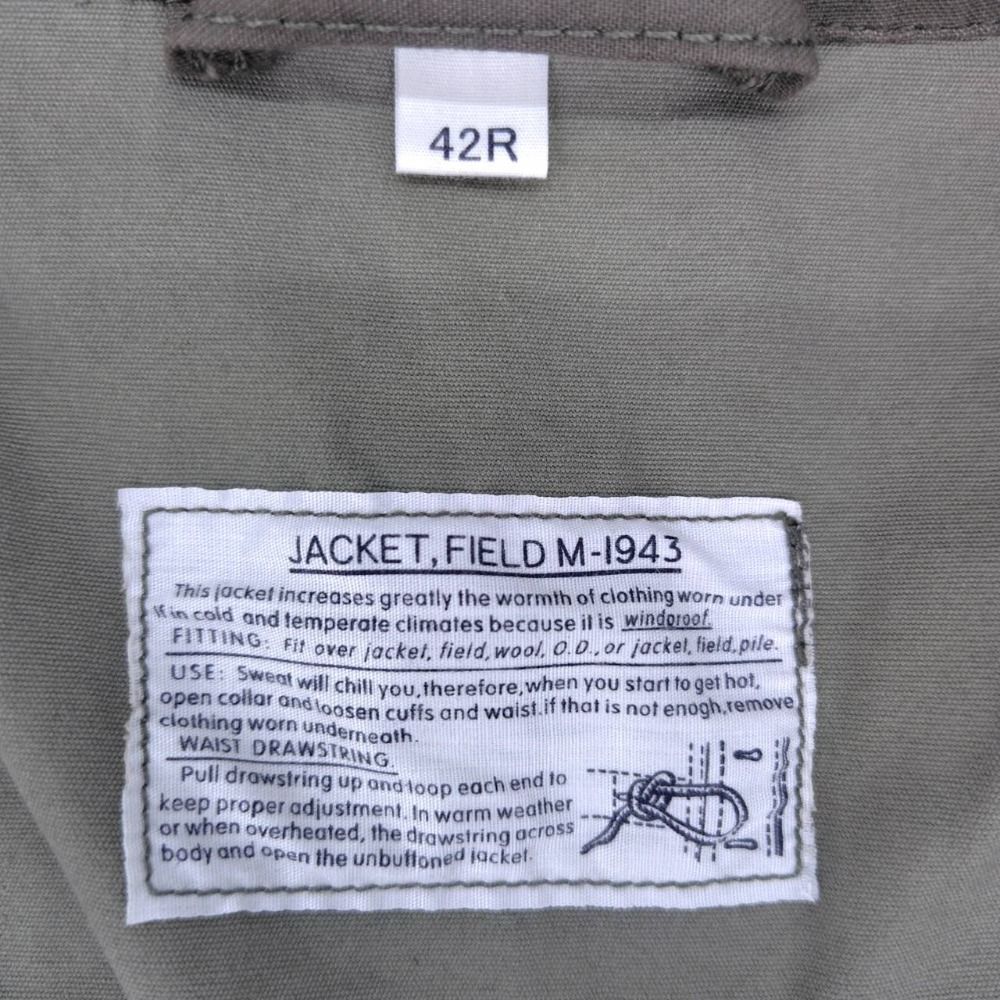 42R
JACKET, FIELD M-1943
This jacket increases greatly the wormth of clothing worn under
if in cold and temperate climates because it is windproof.
FITTING: Fit over jacket, field, wool, O.D., or jacket, field, pile.
USE: Sweat will chill you, therefore, when you start to get hot,
open collar and loosen cuffs and waist.if that is not enogh,remove
clothing worn underneath.
WAIST DRAWSTRING.
Pull drawstring up and loop each end to
keep proper adjustment. In warm weather
or when overheated, the drawstring across
body and open the unbuttoned jacket.